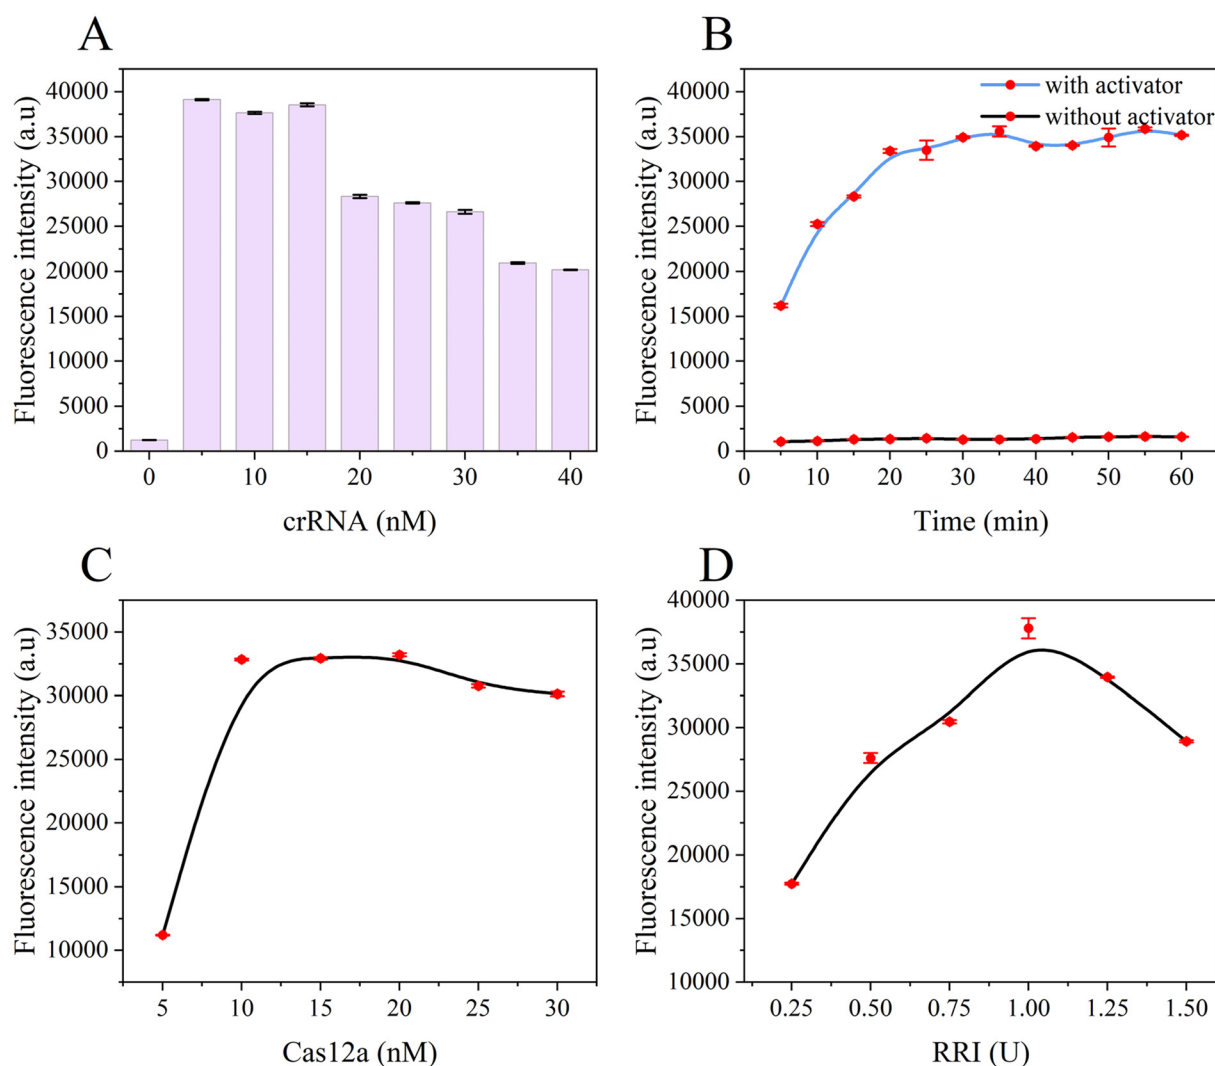 A
Fluorescence intensity (a.u)
40000
35000
30000
25000
20000
15000
10000
5000
0
0 10 20 30 40
crRNA (nM)
B
Fluorescence intensity (a.u)
with activator
without activator
40000
35000
30000
25000
20000
15000
10000
5000
0
0 10 20 30 40 50 60
Time (min)
C
Fluorescence intensity (a.u)
35000
30000
25000
20000
15000
10000
5 10 15 20 25 30
Cas12a (nM)
D
Fluorescence intensity (a.u)
40000
35000
30000
25000
20000
15000
10000
0.25 0.50 0.75 1.00 1.25 1.50
RRI (U)